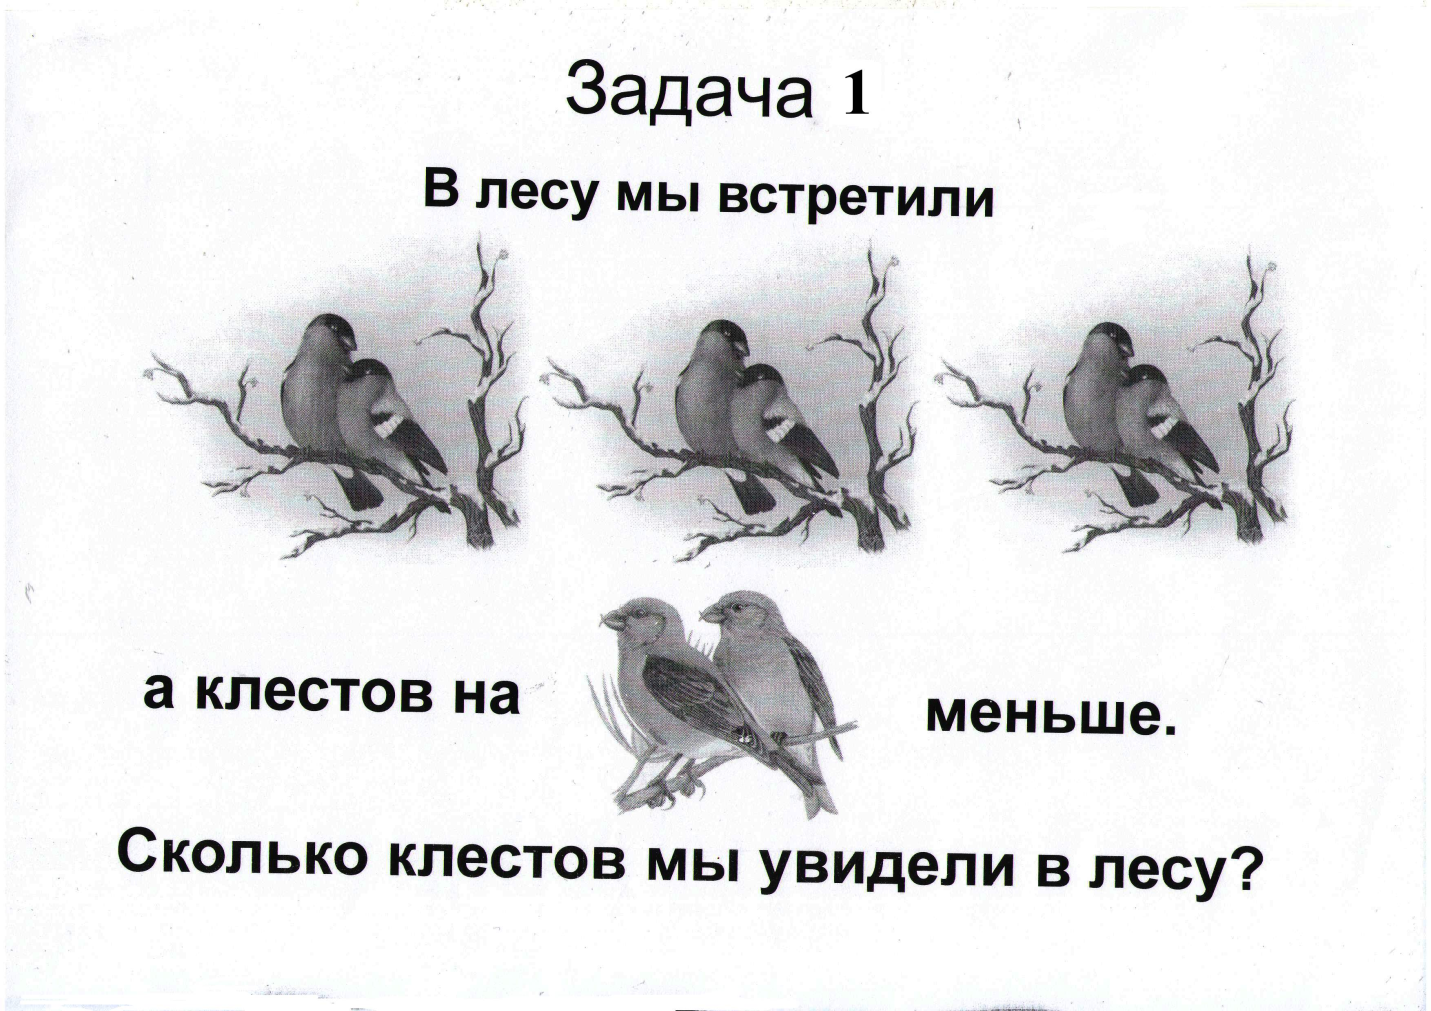 Задача 1
В лесу мы встретили
а клестов на
меньше.
Сколько клестов мы увидели в лесу?